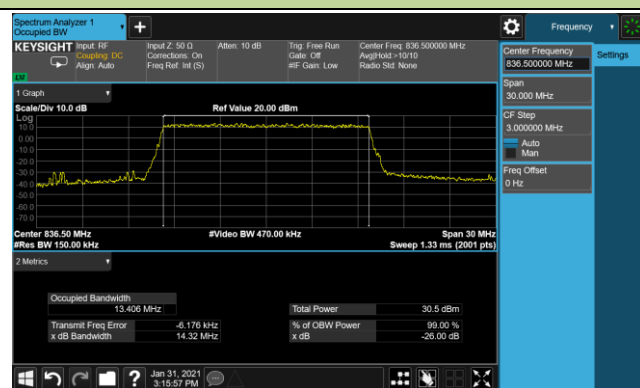 Spectrum Analyzer 1
Occupied BW
Frequency
KEYSIGHT
Input: RF
Coupling: DC
Align: Auto
Input Z: 50 Ω
Corrections: On
Freq Ref: Int (S)
Atten: 10 dB
Trig: Free Run
Gate: Off
#IF Gain: Low
Center Freq: 836.500000 MHz
Avg|Hold:>10/10
Radio Std: None
Center Frequency
836.500000 MHz
Settings
Span
30.000 MHz
CF Step
3.000000 MHz
Auto
Man
Freq Offset
0 Hz
1 Graph
Scale/Div 10.0 dB
Ref Value 20.00 dBm
Log
10.0
0.00
-10.0
-20.0
-30.0
-40.0
-50.0
-60.0
-70.0
Center 836.50 MHz
#Video BW 470.00 kHz
Span 30 MHz
#Res BW 150.00 kHz
Sweep 1.33 ms (2001 pts)
2 Metrics
Occupied Bandwidth
13.406 MHz
Total Power
30.5 dBm
Transmit Freq Error
-6.176 kHz
% of OBW Power
99.00 %
x dB Bandwidth
14.32 MHz
x dB
-26.00 dB
Jan 31, 2021
3:15:57 PM